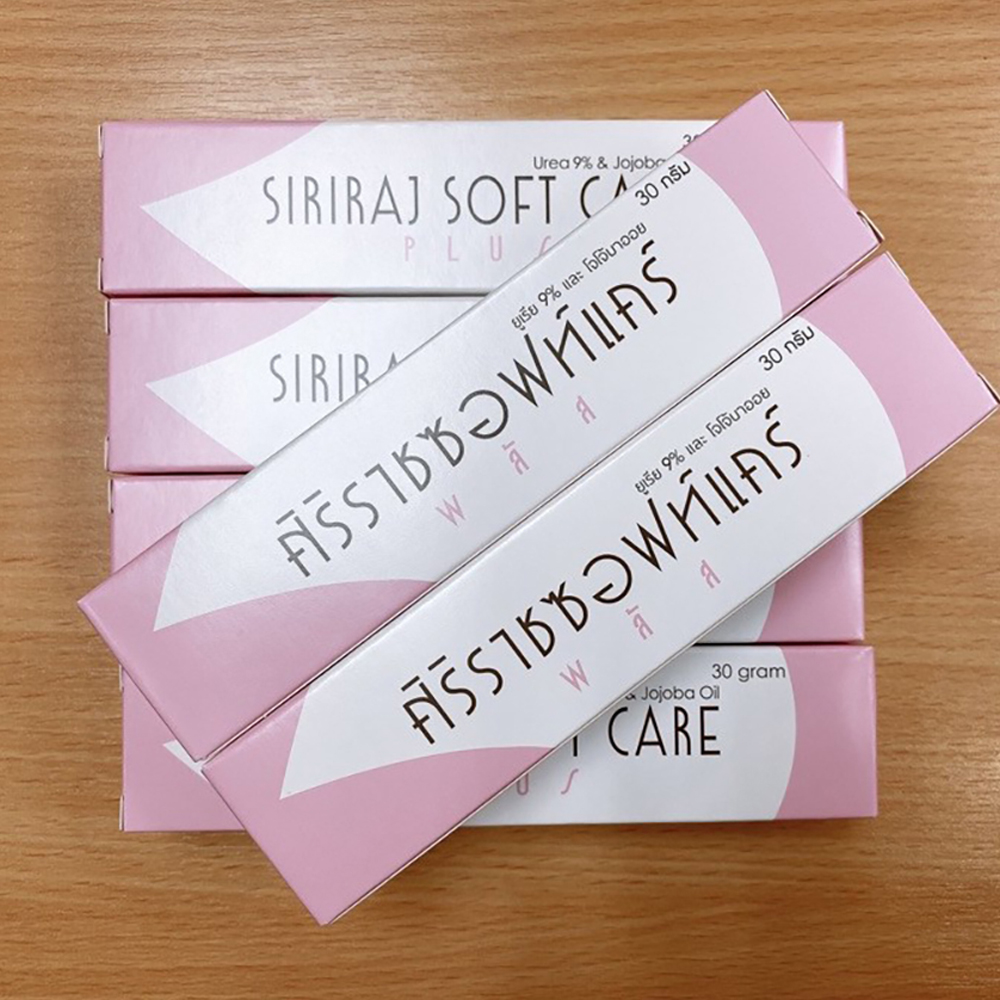 Urea 9% & Jojoba
SIRIRAJ SOFT
PLUS
SIRIR
30 กรัม
ยูเรีย 9% และ โจโจ้บาออย
ศิริราชซอฟท์แคร์
พลัส
30 กรัม
ยูเรีย 9% และ โจโจ้บาออย
ศิริราชซอฟท์แคร์
พลัส
30 gram
& Jojoba Oil
CARE
US